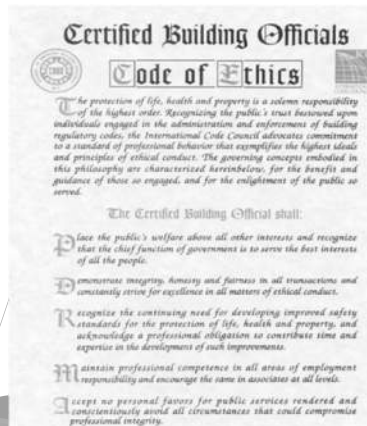 Certified Building Officials
Code of Ethics
The protection of life, health and property is a solemn responsibility
of the highest order. Recognizing the public's trust bestowed upon
individuals engaged in the administration and enforcement of building
regulatory codes, the International Code Council advocates commitment
to a standard of professional behavior that exemplifies the highest ideals
and principles of ethical conduct. The governing concepts embodied in
this philosophy are characterized hereinbelow, for the benefit and
guidance of those so engaged, and for the enlightment of the public so
served.
The Certified Building Official shall:
Place the public's welfare above all other interests and recognize
that the chief function of government is to serve the best interests
of all the people.
Demonstrate integrity, honesty and fairness in all transactions and
constantly strive for excellence in all matters of ethical conduct.
Recognize the continuing need for developing improved safety
standards for the protection of life, health and property, and
acknowledge a professional obligation to contribute time and
expertise in the development of such improvements.
Maintain professional competence in all areas of employment
responsibility and encourage the same in associates at all levels.
Accept no personal favors for public services rendered and
conscientiously avoid all circumstances that could compromise
professional integrity.